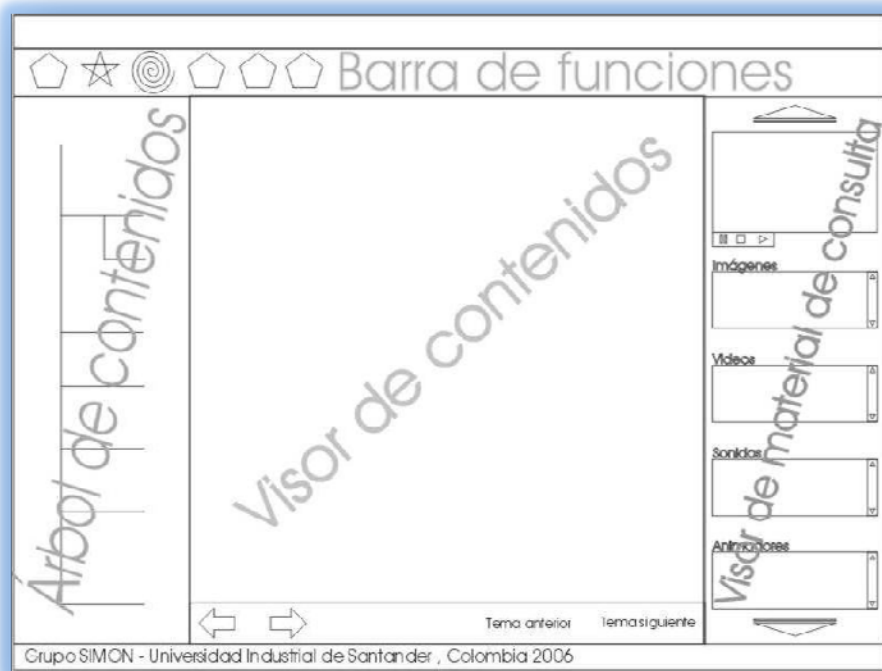 Barra de funciones
Árbol de contenidos
Visor de contenidos
Visor de material de consulta
Imágenes
Videos
Sonidos
Animadores
Tema anterior
Tema siguiente
Grupo SIMON - Universidad Industrial de Santander , Colombia 2006